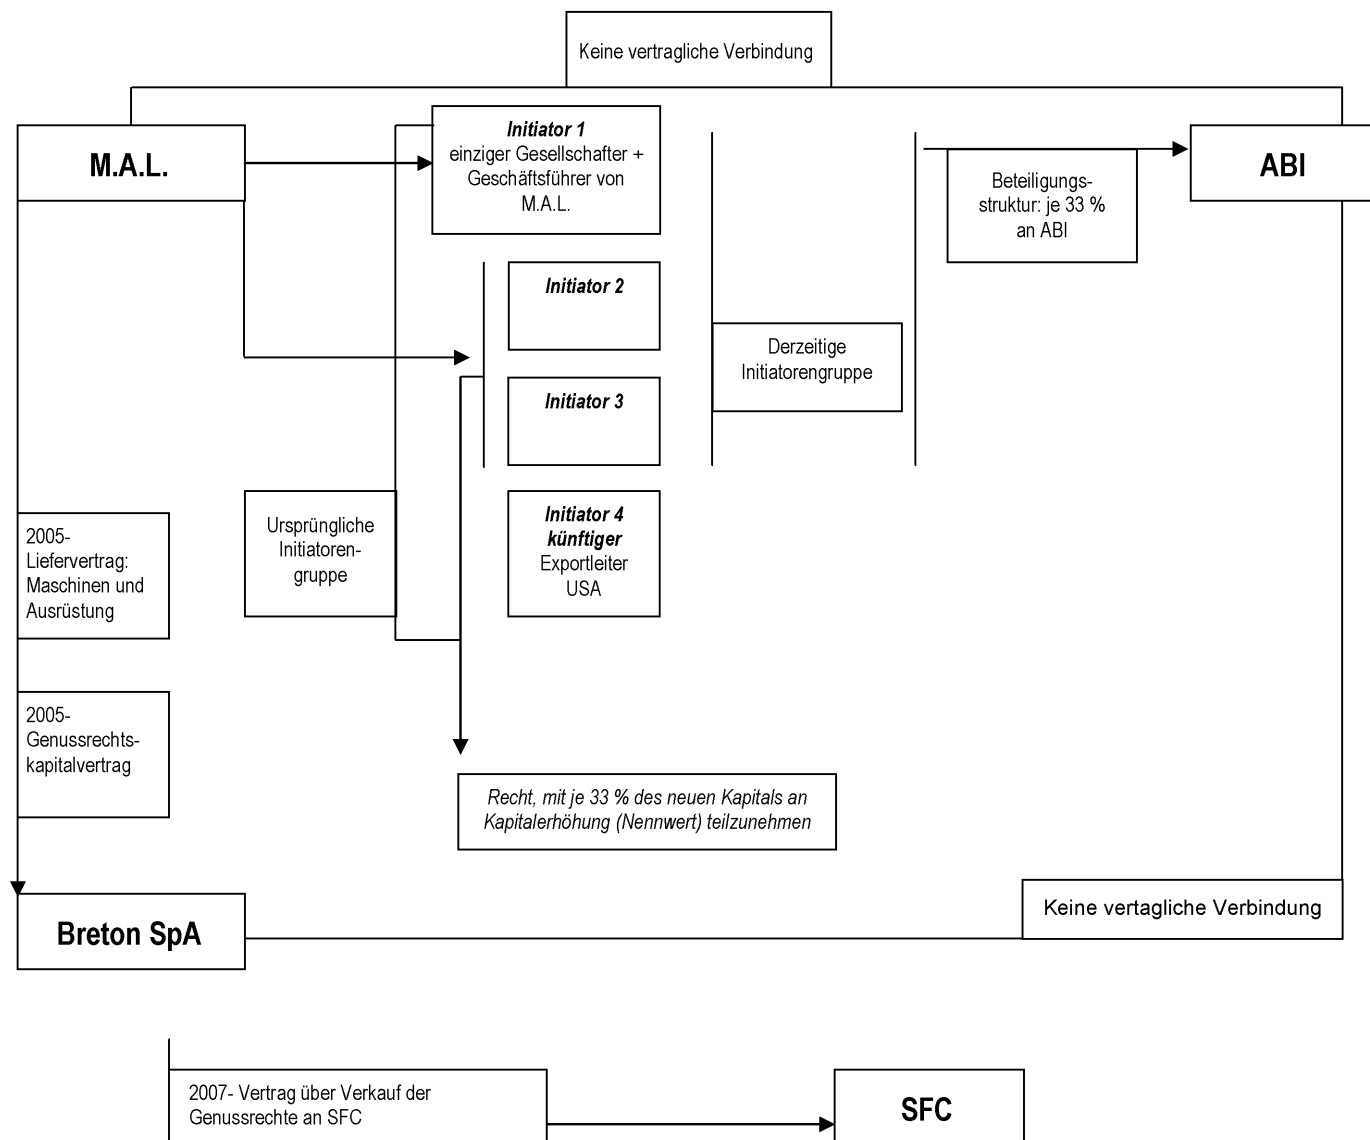 Keine vertragliche Verbindung
M.A.L.
Initiator 1
einziger Gesellschafter +
Geschäftsführer von
M.A.L.
ABI
Beteiligungs-
struktur: je 33 %
an ABI
Initiator 2
Derzeitige
Initiatorengruppe
Initiator 3
Ursprüngliche
Initiatoren-
gruppe
Initiator 4
künftiger
Exportleiter
USA
2005-
Liefervertrag:
Maschinen und
Ausrüstung
2005-
Genussrechts-
kapitalvertrag
Recht, mit je 33 % des neuen Kapitals an
Kapitalerhöhung (Nennwert) teilzunehmen
Keine vertagliche Verbindung
Breton SpA
2007- Vertrag über Verkauf der
Genussrechte an SFC
SFC